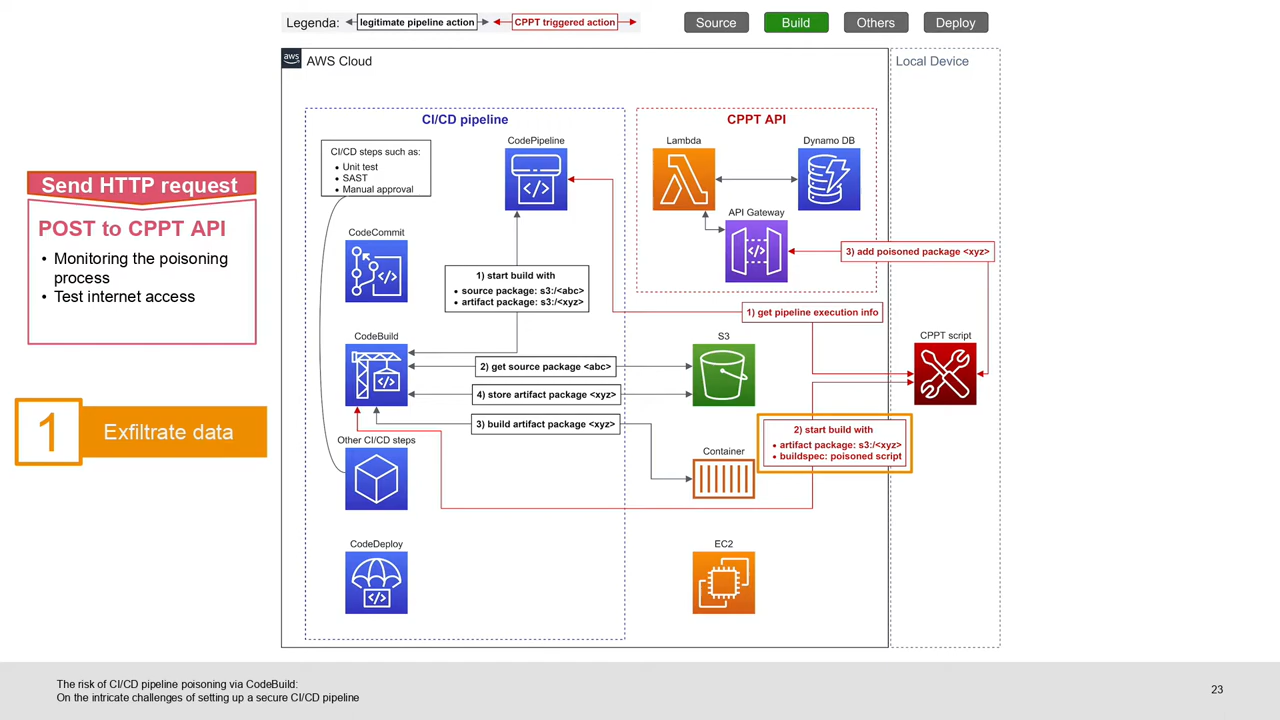 Legenda:
legitimate pipeline action
CPPT triggered action
Source
Build
Others
Deploy
aws
AWS Cloud
Local Device
CI/CD pipeline
CPPT API
CI/CD steps such as:
• Unit test
• SAST
• Manual approval
CodePipeline
Lambda
Dynamo DB
API Gateway
Send HTTP request
POST to CPPT API
• Monitoring the poisoning
process
• Test internet access
CodeCommit
3) add poisoned package <xyz>
1) start build with
• source package: s3:/<abc>
• artifact package: s3:/<xyz>
1) get pipeline execution info
CodeBuild
S3
CPPT script
2) get source package <abc>
4) store artifact package <xyz>
3) build artifact package <xyz>
1
Exfiltrate data
2) start build with
• artifact package: s3:/<xyz>
• buildspec: poisoned script
Other CI/CD steps
Container
CodeDeploy
EC2
The risk of CI/CD pipeline poisoning via CodeBuild:
On the intricate challenges of setting up a secure CI/CD pipeline
23